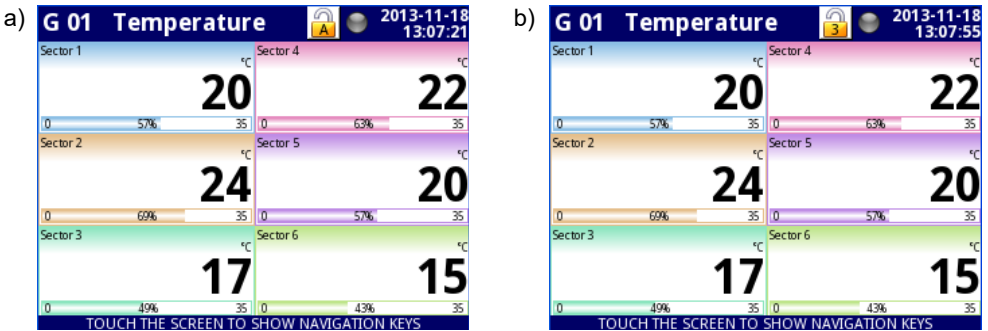 a)
G 01 Temperature A 2013-11-18
13:07:21
Sector 1
°C
20
0 57% 35
Sector 4
°C
22
0 63% 35
Sector 2
°C
24
0 69% 35
Sector 5
°C
20
0 57% 35
Sector 3
°C
17
0 49% 35
Sector 6
°C
15
0 43% 35
TOUCH THE SCREEN TO SHOW NAVIGATION KEYS
b)
G 01 Temperature 3 2013-11-18
13:07:55
Sector 1
°C
20
0 57% 35
Sector 4
°C
22
0 63% 35
Sector 2
°C
24
0 69% 35
Sector 5
°C
20
0 57% 35
Sector 3
°C
17
0 49% 35
Sector 6
°C
15
0 43% 35
TOUCH THE SCREEN TO SHOW NAVIGATION KEYS